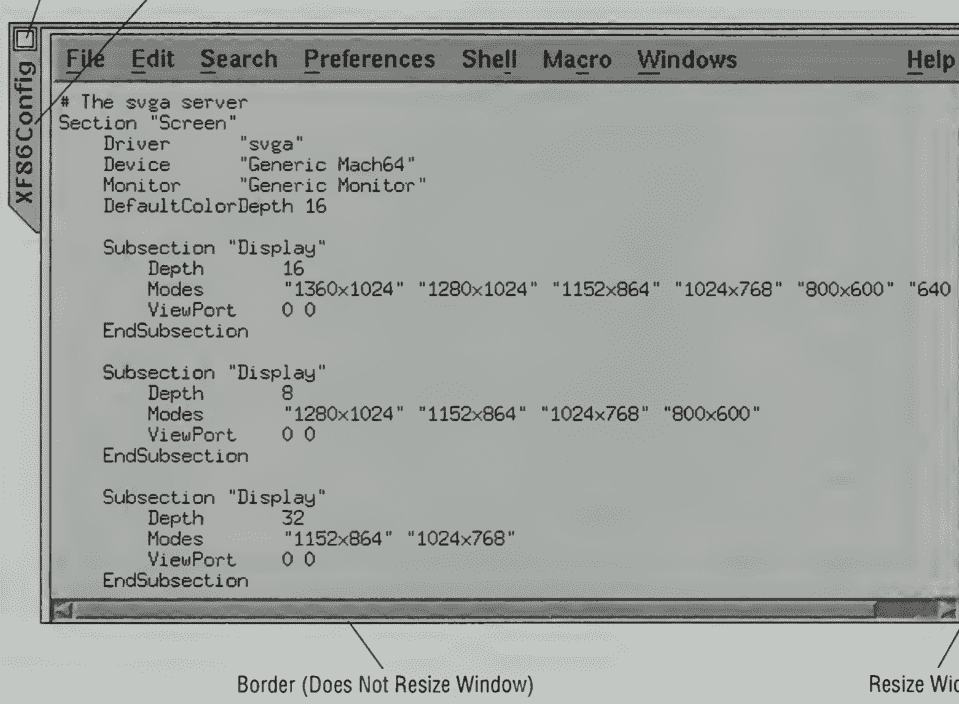 XF86Config
File Edit Search Preferences Shell Macro Windows Help
# The svga server
Section "Screen"
    Driver "svga"
    Device "Generic Mach64"
    Monitor "Generic Monitor"
    DefaultColorDepth 16
    Subsection "Display"
        Depth 16
        Modes "1360x1024" "1280x1024" "1152x864" "1024x768" "800x600" "640
        ViewPort 0 0
    EndSubsection
    Subsection "Display"
        Depth 8
        Modes "1280x1024" "1152x864" "1024x768" "800x600"
        ViewPort 0 0
    EndSubsection
    Subsection "Display"
        Depth 32
        Modes "1152x864" "1024x768"
        ViewPort 0 0
    EndSubsection
Border (Does Not Resize Window)
Resize